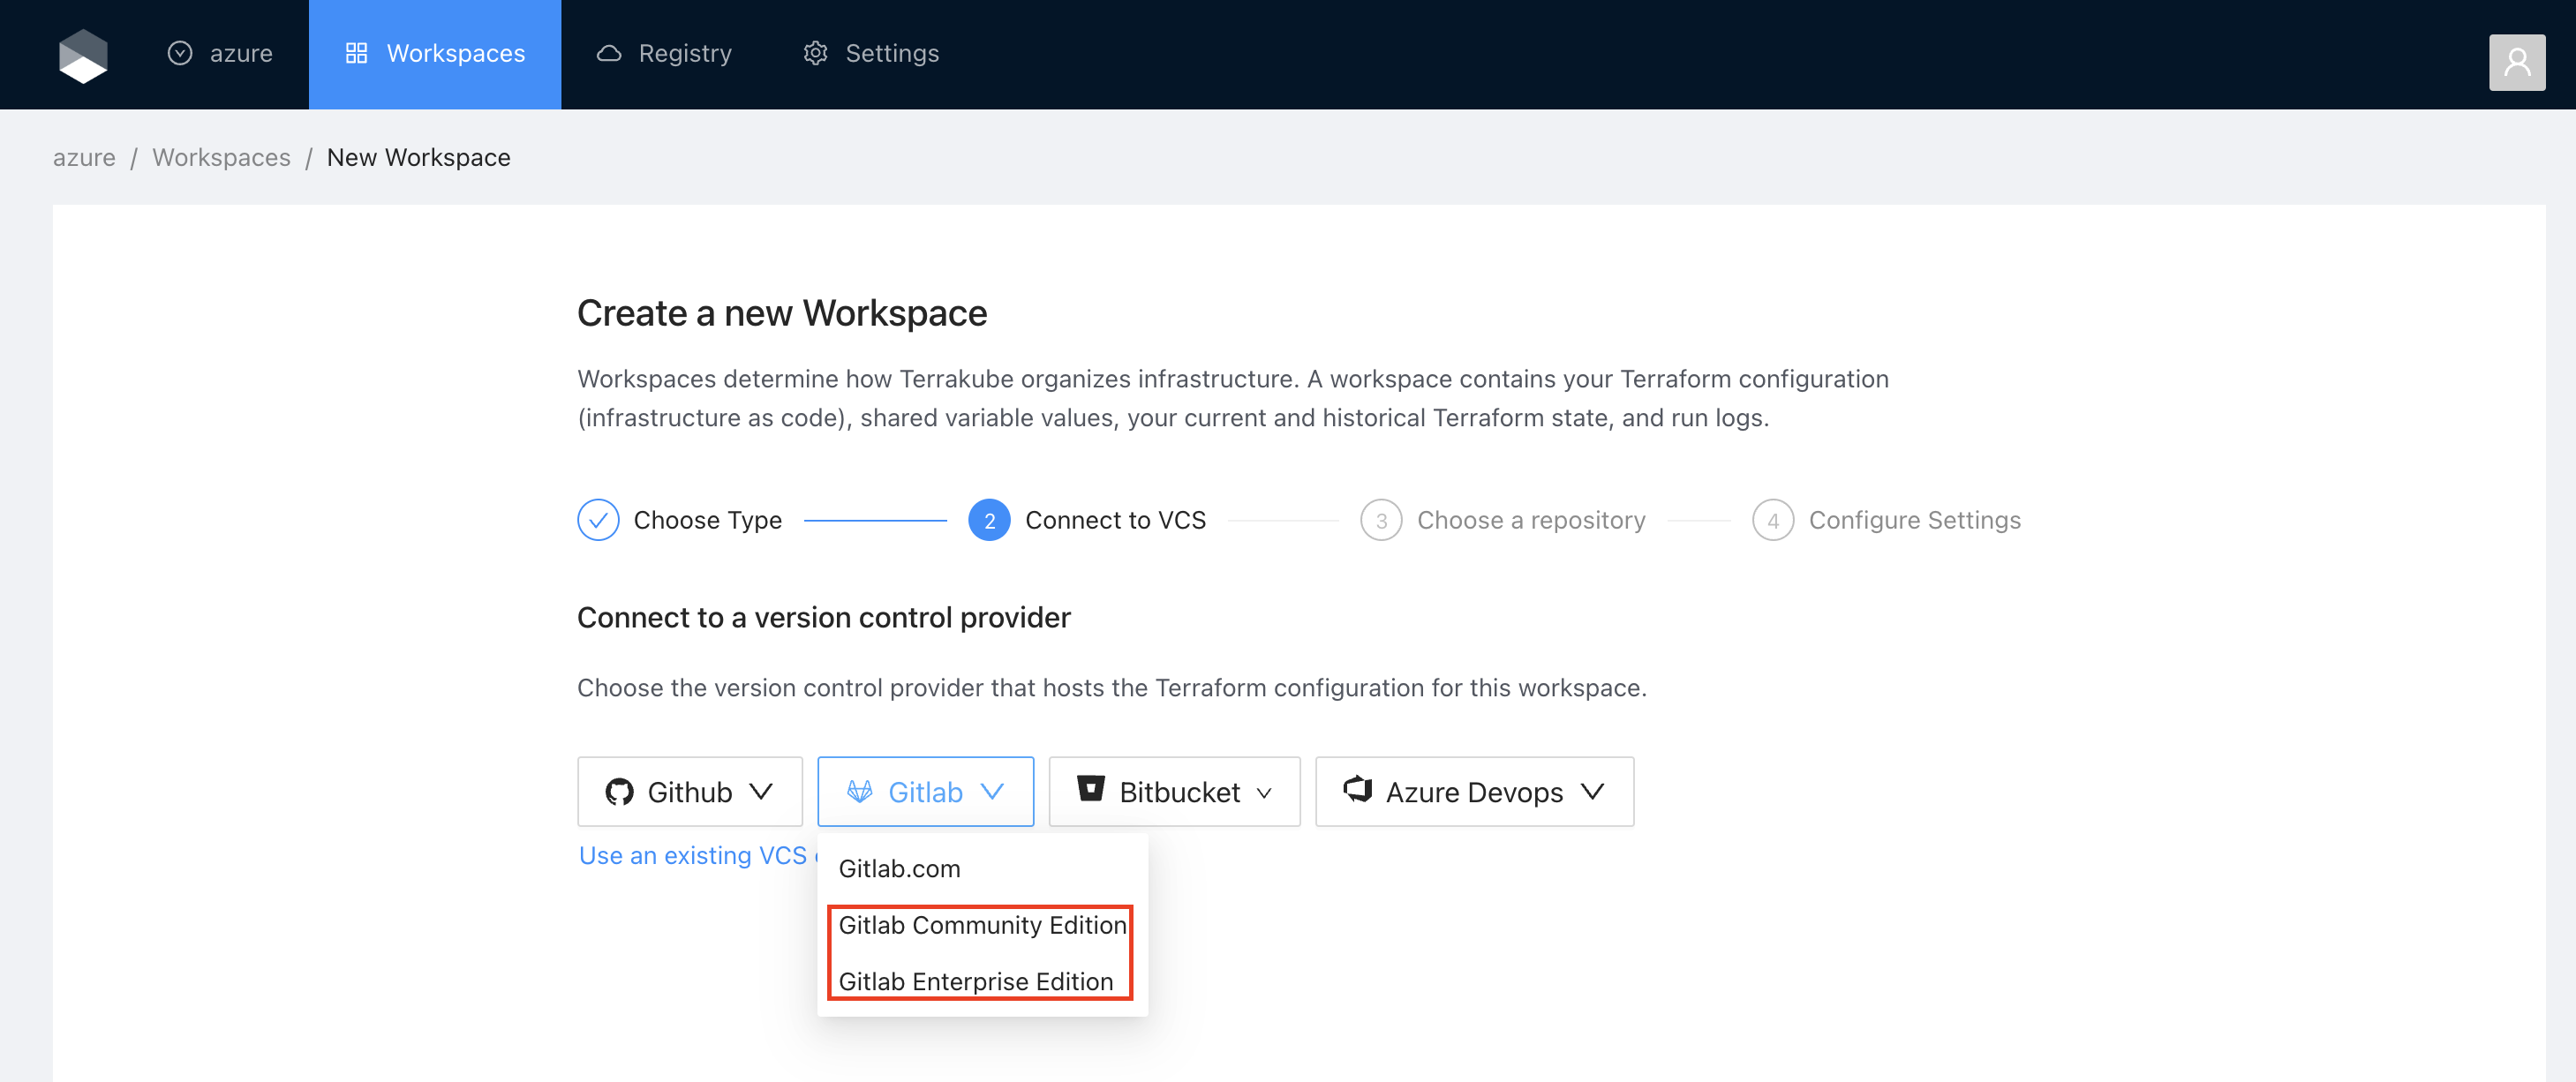 azure
Workspaces
Registry
Settings
azure / Workspaces / New Workspace
Create a new Workspace
Workspaces determine how Terrakube organizes infrastructure. A workspace contains your Terraform configuration
(infrastructure as code), shared variable values, your current and historical Terraform state, and run logs.
Choose Type
2 Connect to VCS
3 Choose a repository
4 Configure Settings
Connect to a version control provider
Choose the version control provider that hosts the Terraform configuration for this workspace.
Github
Gitlab
Bitbucket
Azure Devops
Use an existing VCS
Gitlab.com
Gitlab Community Edition
Gitlab Enterprise Edition